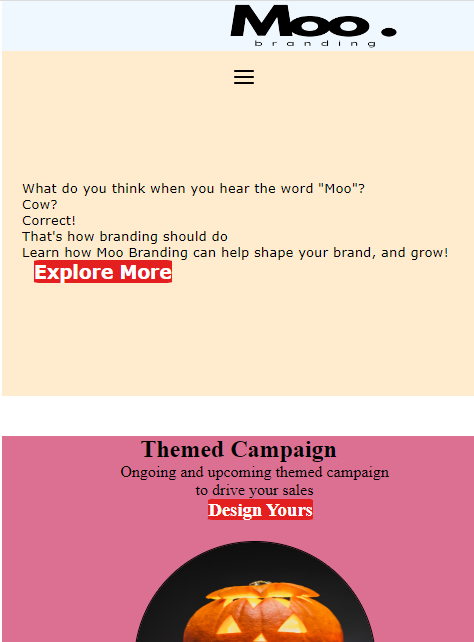 Moo.
branding
What do you think when you hear the word "Moo"?
Cow?
Correct!
That's how branding should do
Learn how Moo Branding can help shape your brand, and grow!
Explore More
Themed Campaign
Ongoing and upcoming themed campaign
to drive your sales
Design Yours